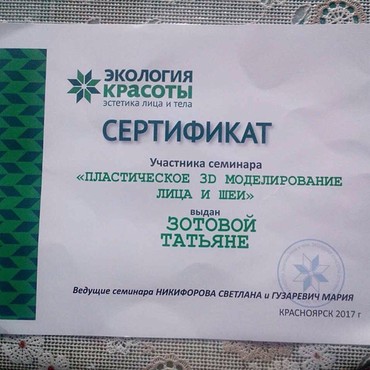 ЭКОЛОГИЯ
КРАСОТЫ
эстетика лица и тела
СЕРТИФИКАТ
Участника семинара
«ПЛАСТИЧЕСКОЕ 3D МОДЕЛИРОВАНИЕ
ЛИЦА И ШЕИ»
выдан
ЗОТОВОЙ
ТАТЬЯНЕ
Ведущие семинара НИКИФОРОВА СВЕТЛАНА и ГУЗАРЕВИЧ МАРИЯ
КРАСНОЯРСК 2017 г